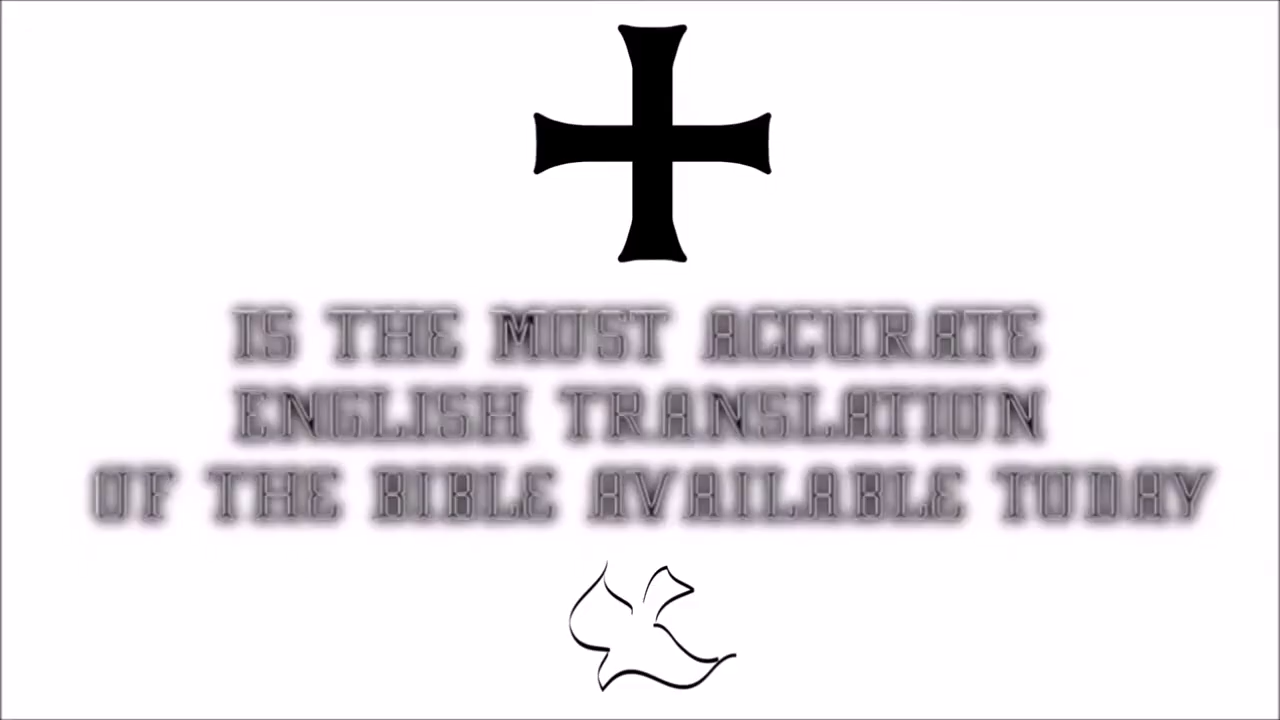 IS THE MOST ACCURATE
ENGLISH TRANSLATION
OF THE BIBLE AVAILABLE TODAY